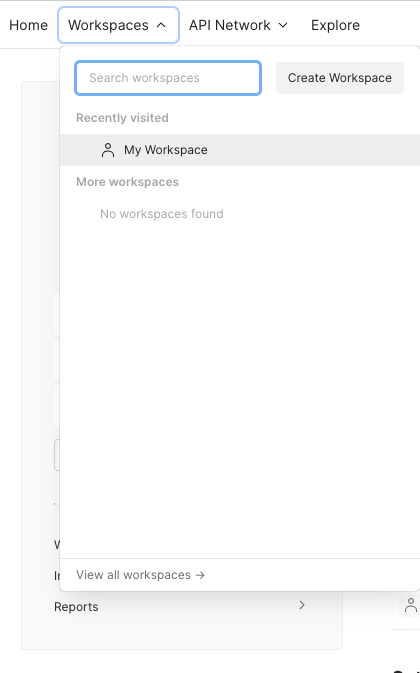 Home Workspaces API Network Explore
Search workspaces Create Workspace
Recently visited
My Workspace
More workspaces
No workspaces found
View all workspaces →
Reports